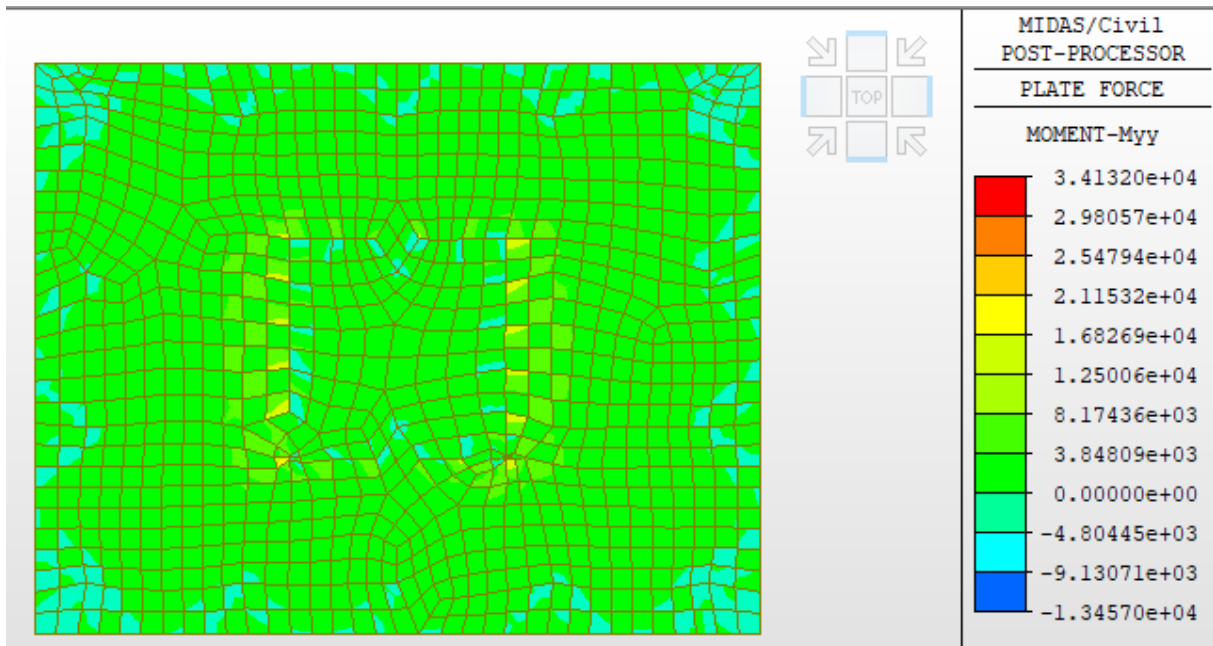 TOP
MIDAS/Civil
POST-PROCESSOR
PLATE FORCE
MOMENT-Myy
3.41320e+04
2.98057e+04
2.54794e+04
2.11532e+04
1.68269e+04
1.25006e+04
8.17436e+03
3.84809e+03
0.00000e+00
-4.80445e+03
-9.13071e+03
-1.34570e+04